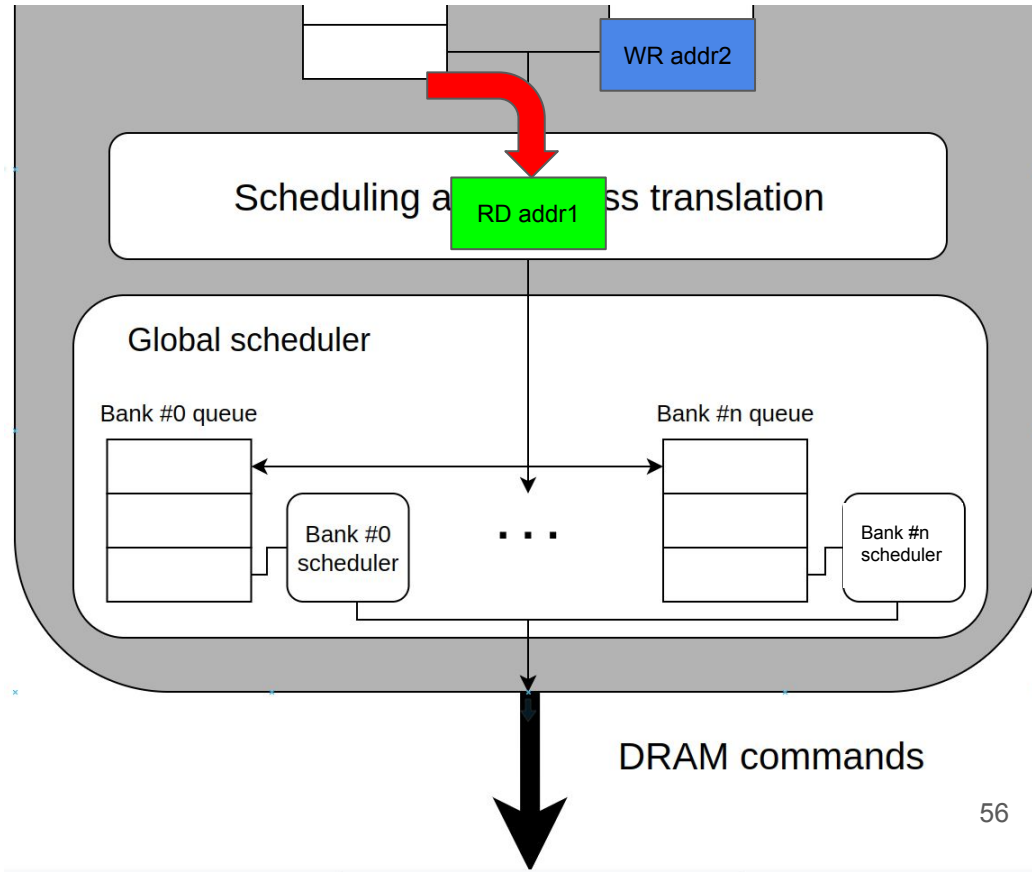 WR addr2
Scheduling a
RD addr1
ss translation
Global scheduler
Bank #0 queue
Bank #n queue
Bank #0
scheduler
. . .
Bank #n
scheduler
DRAM commands
56